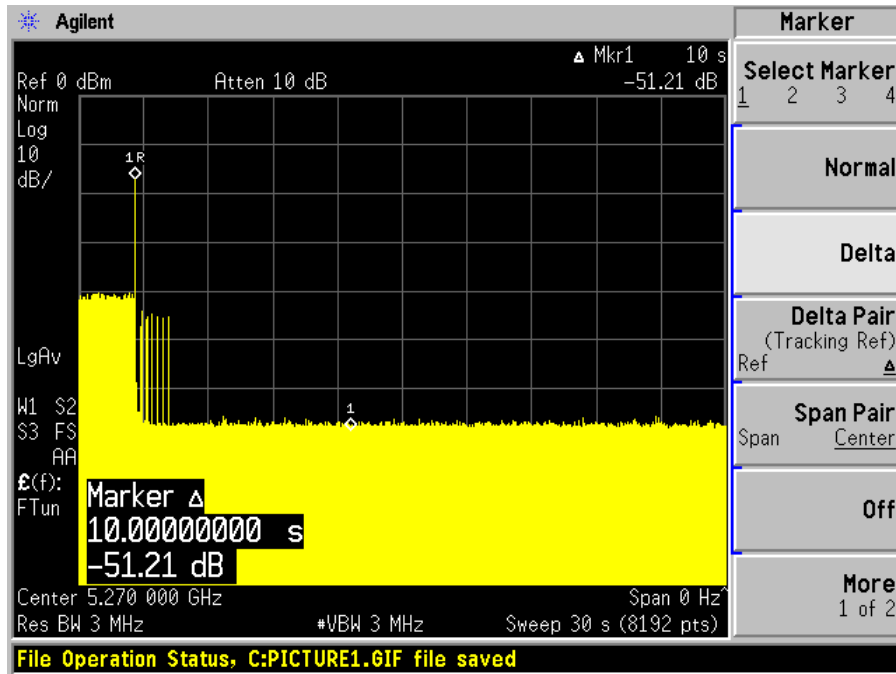 Agilent
Marker
Δ Mkr1 10 s
Ref 0 dBm Atten 10 dB -51.21 dB
Norm
Log
10
dB/
1R
1
LgAv
W1 S2
S3 FS
AA
£(f):
FTun
Marker Δ
10.00000000 s
-51.21 dB
Center 5.270 000 GHz Span 0 Hz^
Res BW 3 MHz #VBW 3 MHz Sweep 30 s (8192 pts)
File Operation Status, C:PICTURE1.GIF file saved
Select Marker
1 2 3 4
Normal
Delta
Delta Pair
(Tracking Ref)
Ref Δ
Span Pair
Span Center
Off
More
1 of 2